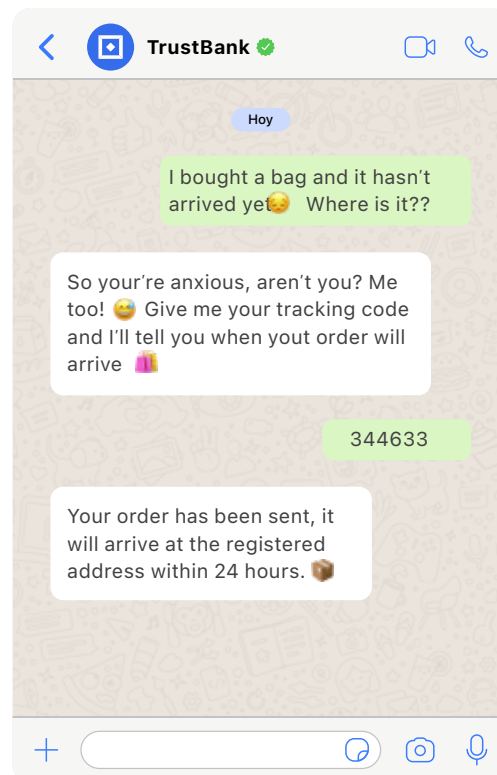 TrustBank
Hoy
I bought a bag and it hasn't
arrived yet😔 Where is it??
So your're anxious, aren't you? Me
too! 😅 Give me your tracking code
and I'll tell you when yout order will
arrive 🛍️
344633
Your order has been sent, it
will arrive at the registered
address within 24 hours. 📦